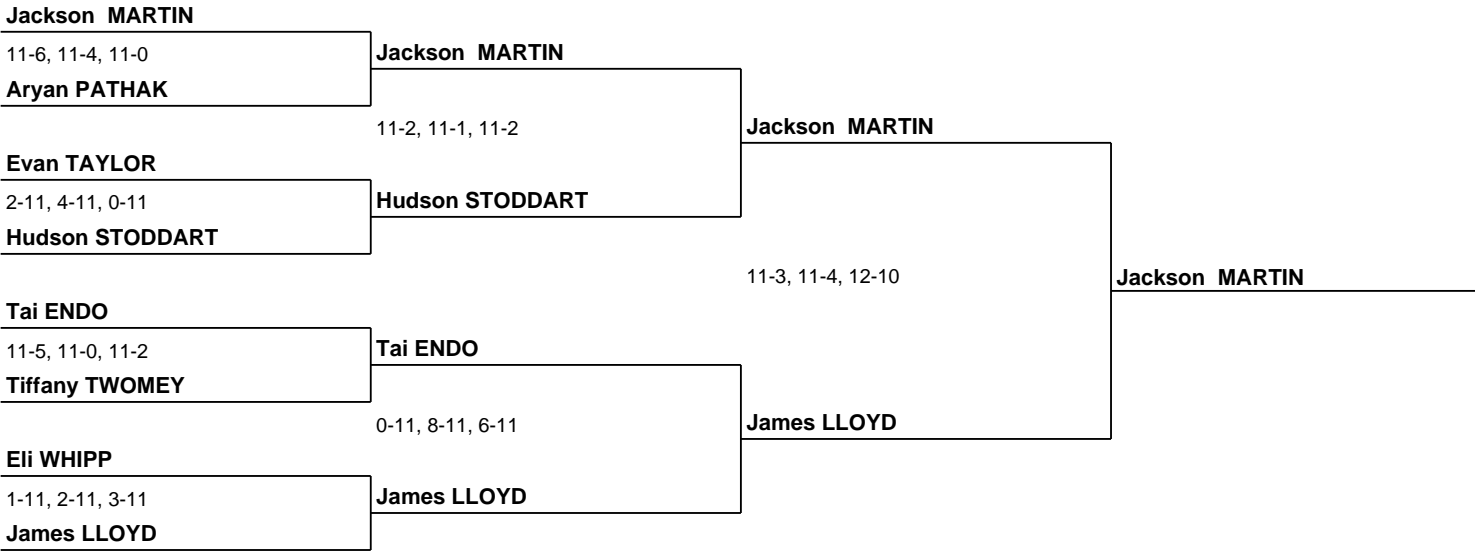 Jackson  MARTIN
11-6, 11-4, 11-0
Jackson  MARTIN
Aryan PATHAK
11-2, 11-1, 11-2
Jackson  MARTIN
Evan TAYLOR
2-11, 4-11, 0-11
Hudson STODDART
Hudson STODDART
11-3, 11-4, 12-10
Jackson  MARTIN
Tai ENDO
11-5, 11-0, 11-2
Tai ENDO
Tiffany TWOMEY
0-11, 8-11, 6-11
James LLOYD
Eli WHIPP
1-11, 2-11, 3-11
James LLOYD
James LLOYD